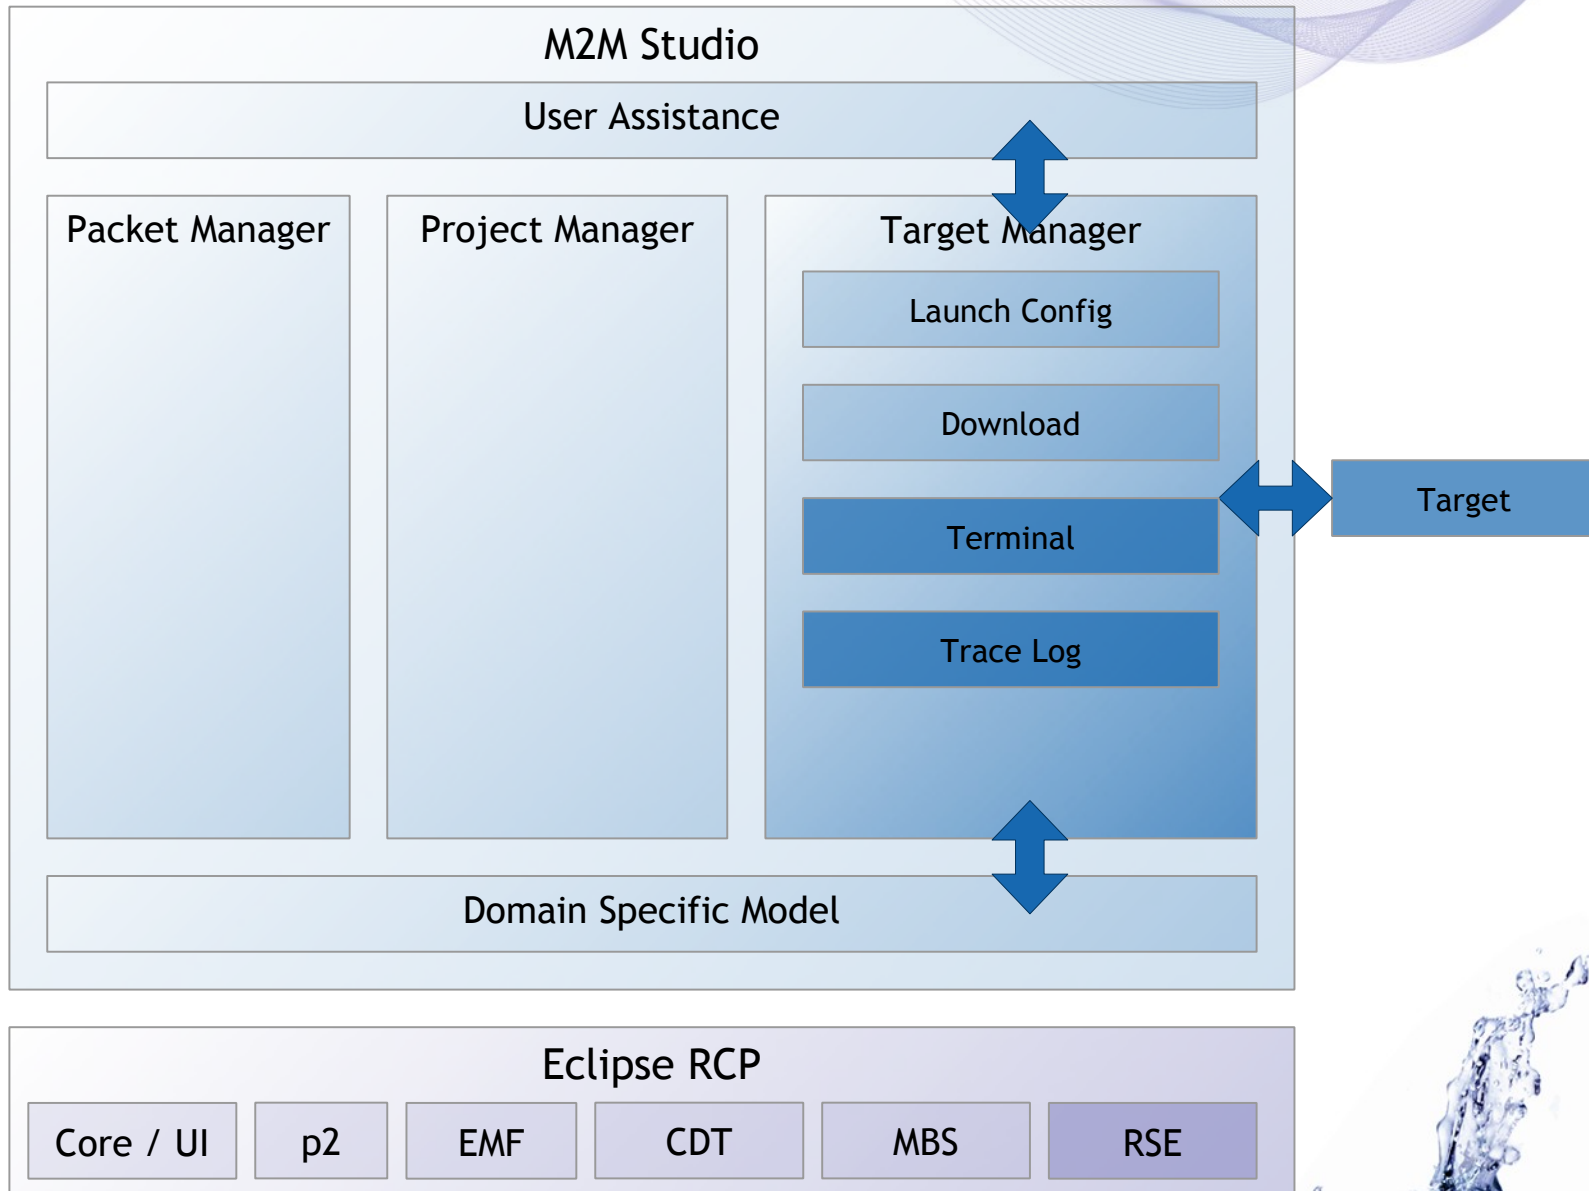 M2M Studio
User Assistance
Packet Manager
Project Manager
Target Manager
Launch Config
Download
Terminal
Trace Log
Target
Domain Specific Model
Eclipse RCP
Core / UI
p2
EMF
CDT
MBS
RSE